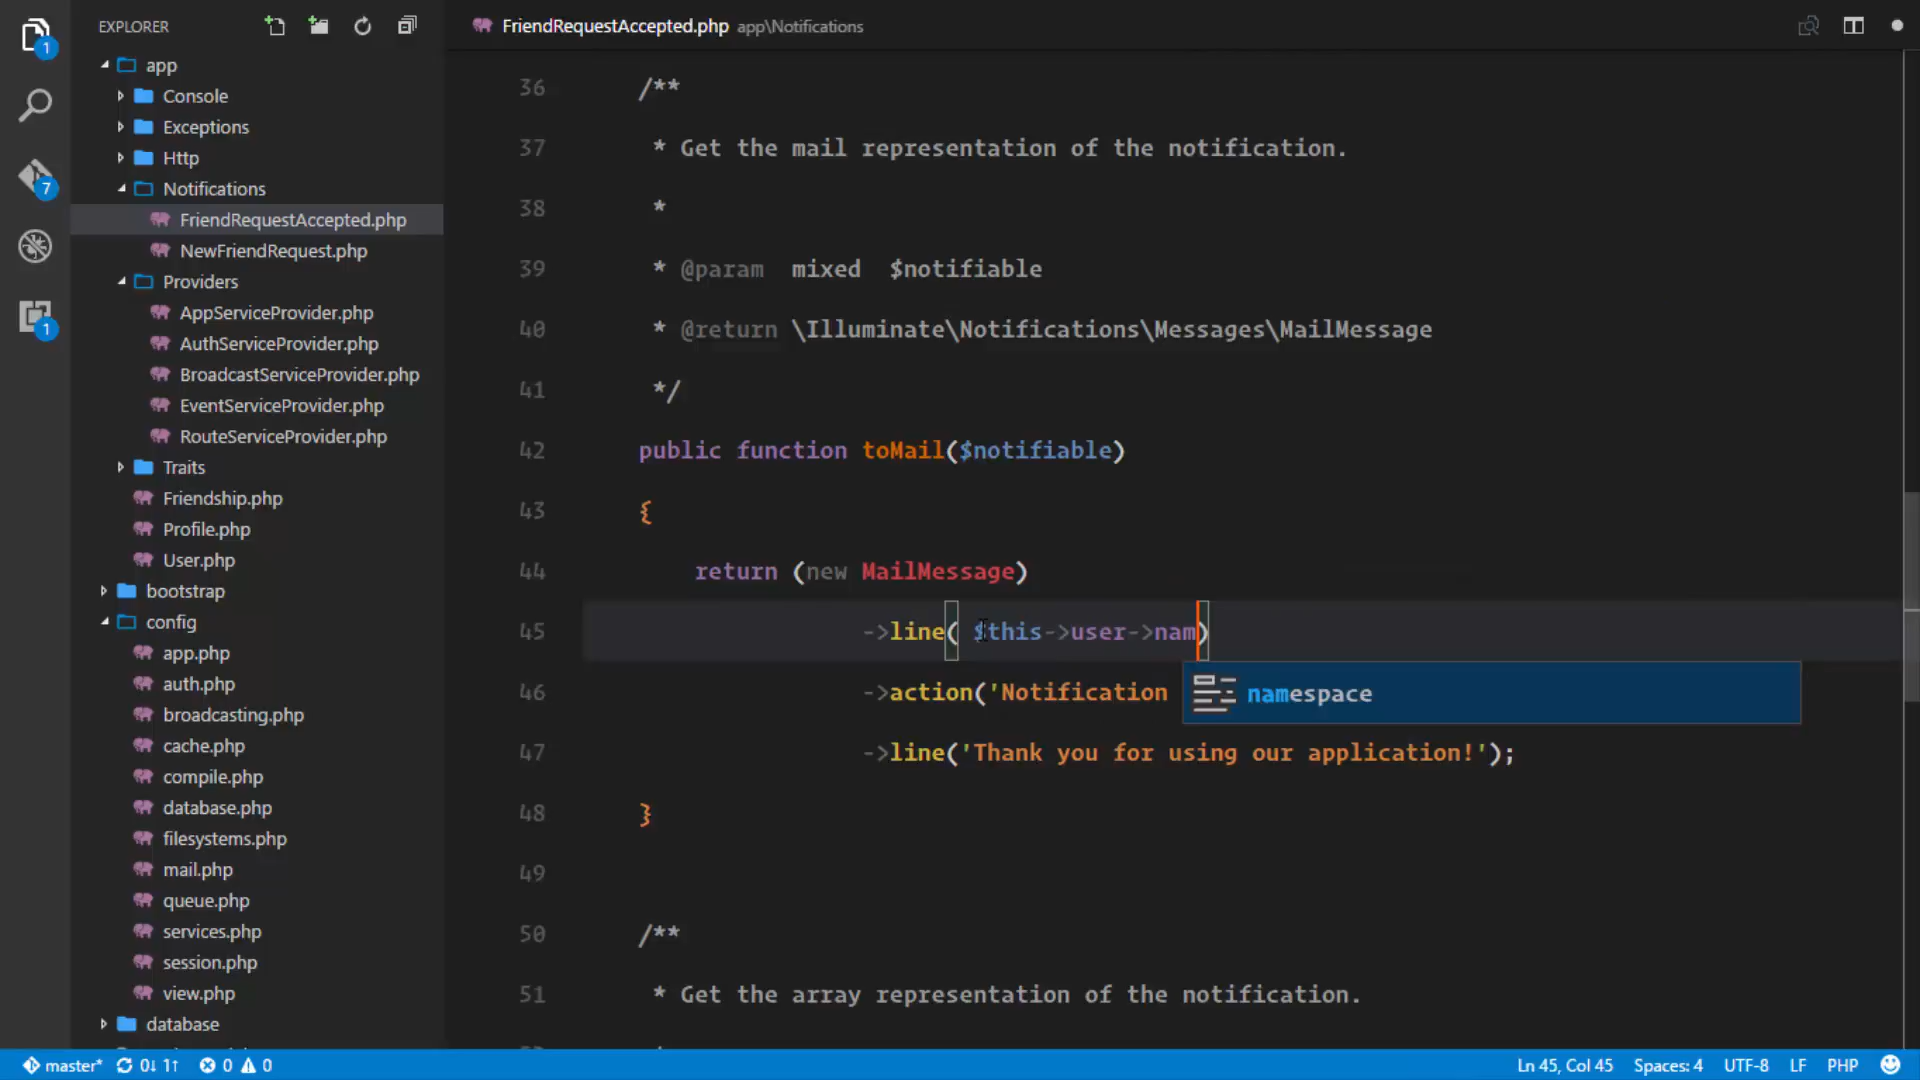 EXPLORER
1
7
1
app
Console
Exceptions
Http
Notifications
FriendRequestAccepted.php
NewFriendRequest.php
Providers
AppServiceProvider.php
AuthServiceProvider.php
BroadcastServiceProvider.php
EventServiceProvider.php
RouteServiceProvider.php
Traits
Friendship.php
Profile.php
User.php
bootstrap
config
app.php
auth.php
broadcasting.php
cache.php
compile.php
database.php
filesystems.php
mail.php
queue.php
services.php
session.php
view.php
database
FriendRequestAccepted.php app\Notifications
36 /**
37 * Get the mail representation of the notification.
38 *
39 * @param mixed $notifiable
40 * @return \Illuminate\Notifications\Messages\MailMessage
41 */
42 public function toMail($notifiable)
43 {
44 return (new MailMessage)
45 ->line( $this->user->nam)
46 ->action('Notification
namespace
47 ->line('Thank you for using our application!');
48 }
49
50 /**
51 * Get the array representation of the notification.
master* 0↓ 1↑ 0 0
Ln 45, Col 45 Spaces: 4 UTF-8 LF PHP